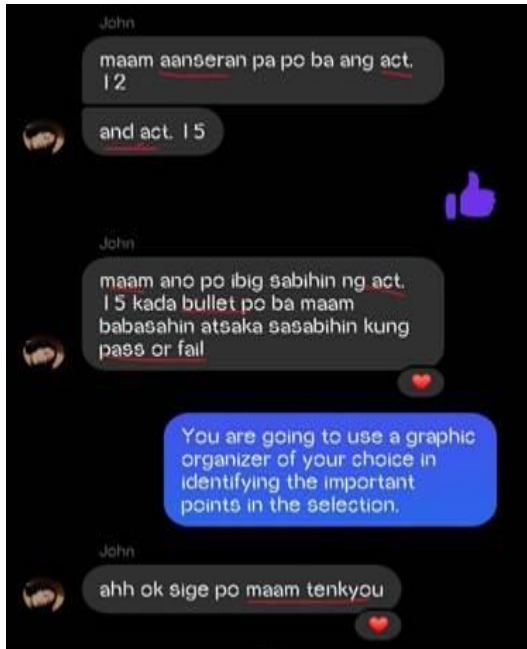 John
maam aanseran pa po ba ang act.
12
and act. 15
John
maam ano po ibig sabihin ng act.
15 kada bullet po ba maam
babasahin atsaka sasabihin kung
pass or fail
You are going to use a graphic
organizer of your choice in
identifying the important
points in the selection.
John
ahh ok sige po maam tenkyou